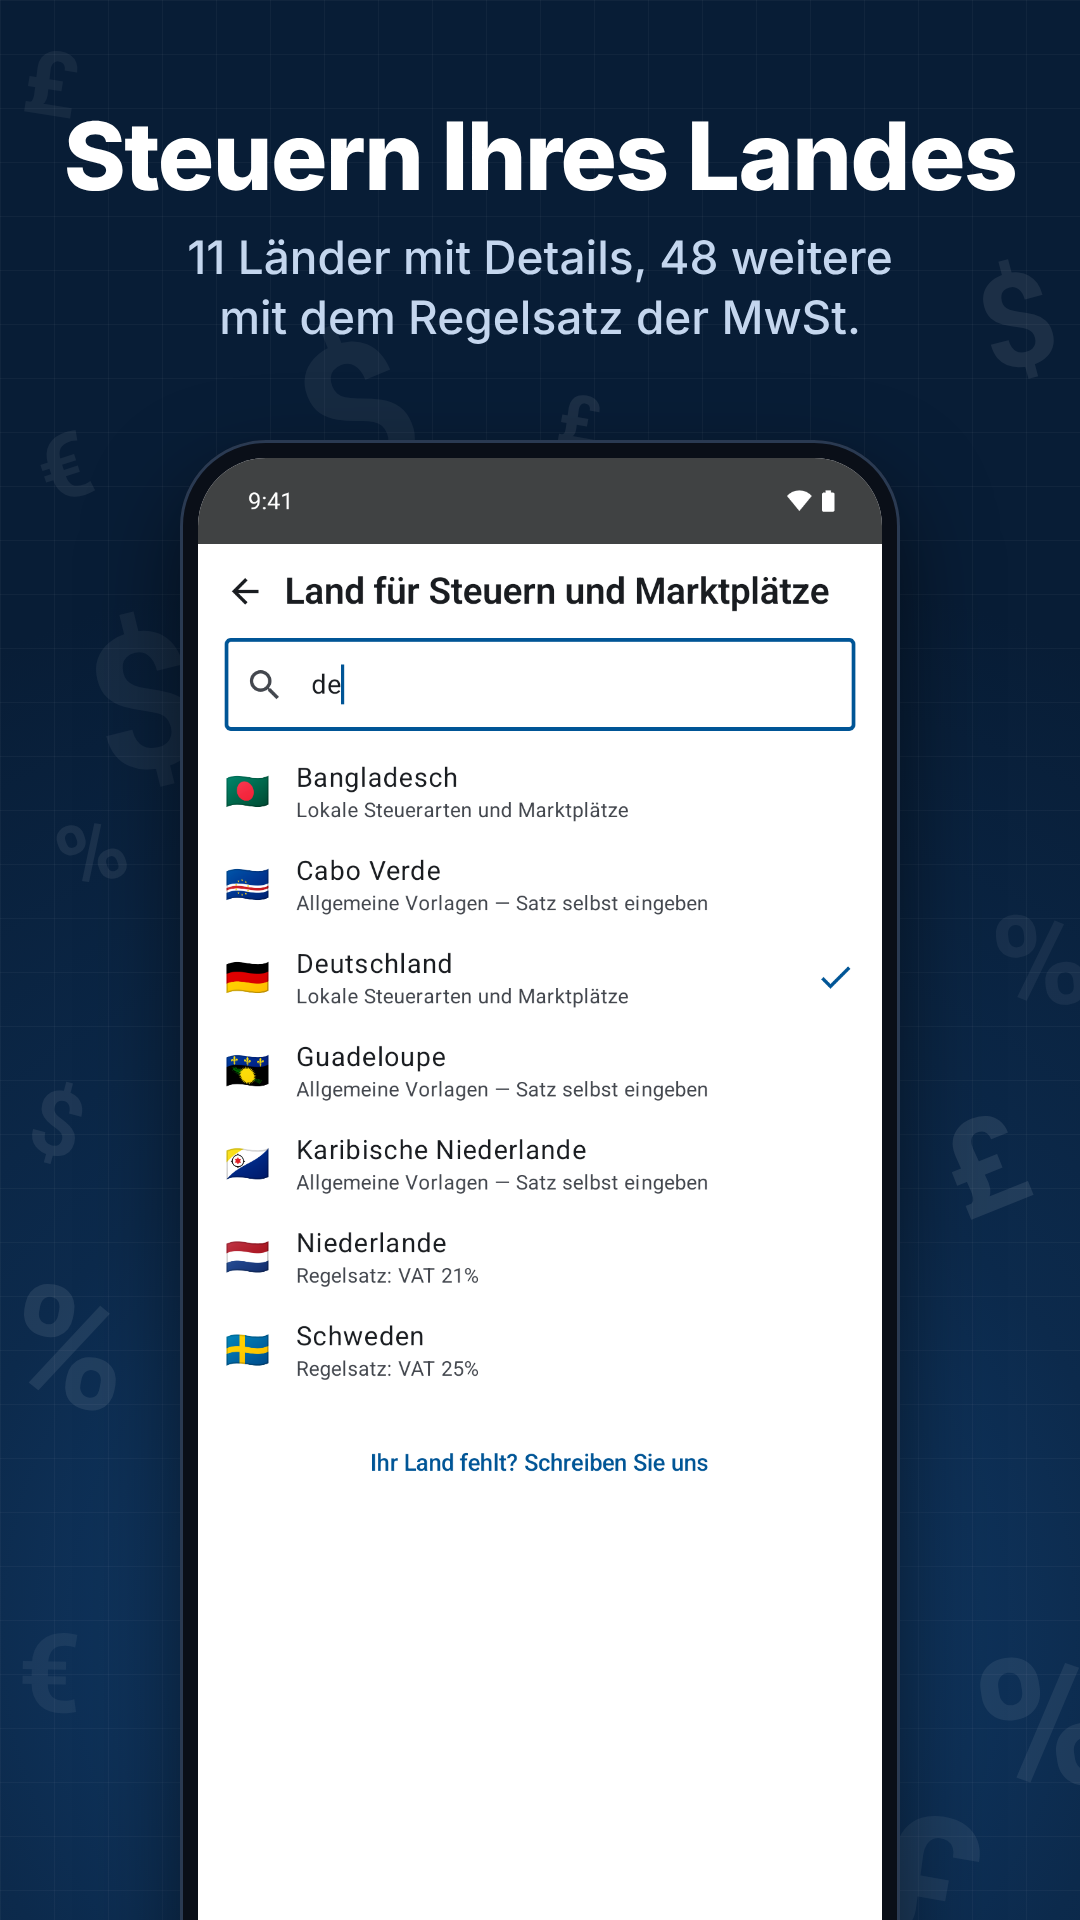 Steuern Ihres Landes
11 Länder mit Details, 48 weitere
mit dem Regelsatz der MwSt.
9:41
Land für Steuern und Marktplätze
de
Bangladesch
Lokale Steuerarten und Marktplätze
Cabo Verde
Allgemeine Vorlagen – Satz selbst eingeben
Deutschland
Lokale Steuerarten und Marktplätze
Guadeloupe
Allgemeine Vorlagen – Satz selbst eingeben
Karibische Niederlande
Allgemeine Vorlagen – Satz selbst eingeben
Niederlande
Regelsatz: VAT 21%
Schweden
Regelsatz: VAT 25%
Ihr Land fehlt? Schreiben Sie uns